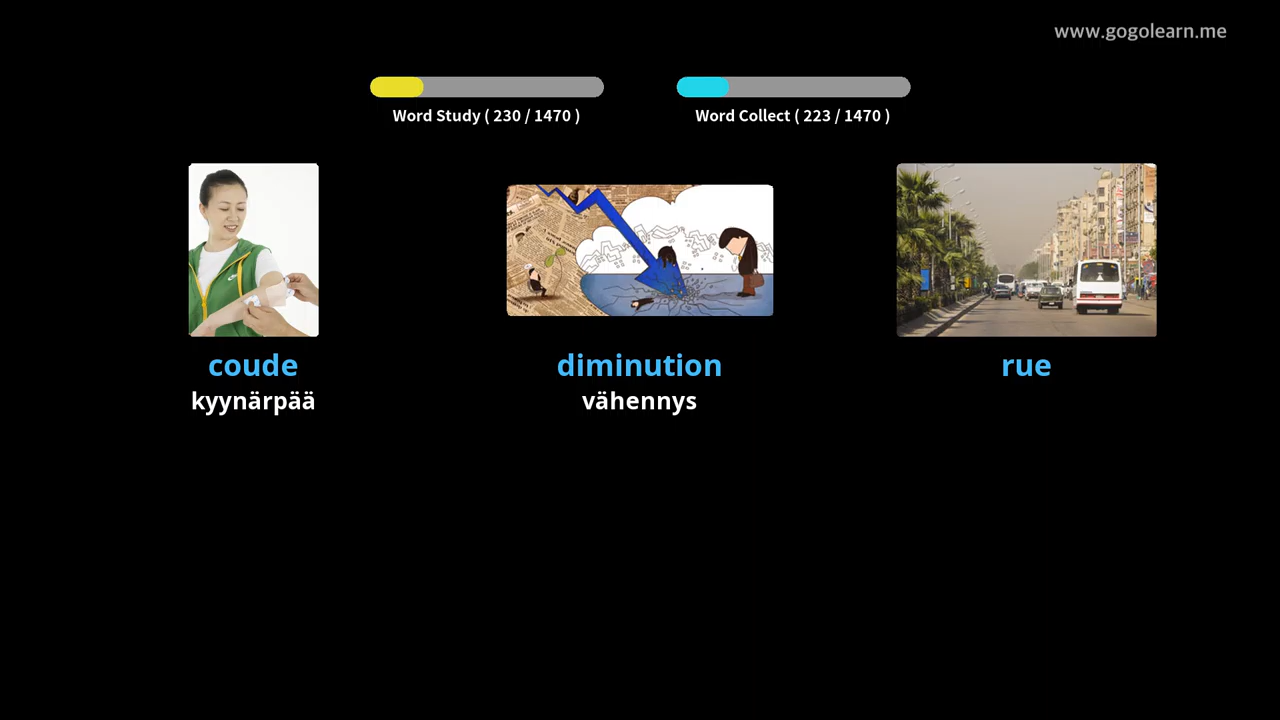 www.gogolearn.me
Word Study ( 230 / 1470 )
Word Collect ( 223 / 1470 )
coude
diminution
rue
kyynärpää
vähennys